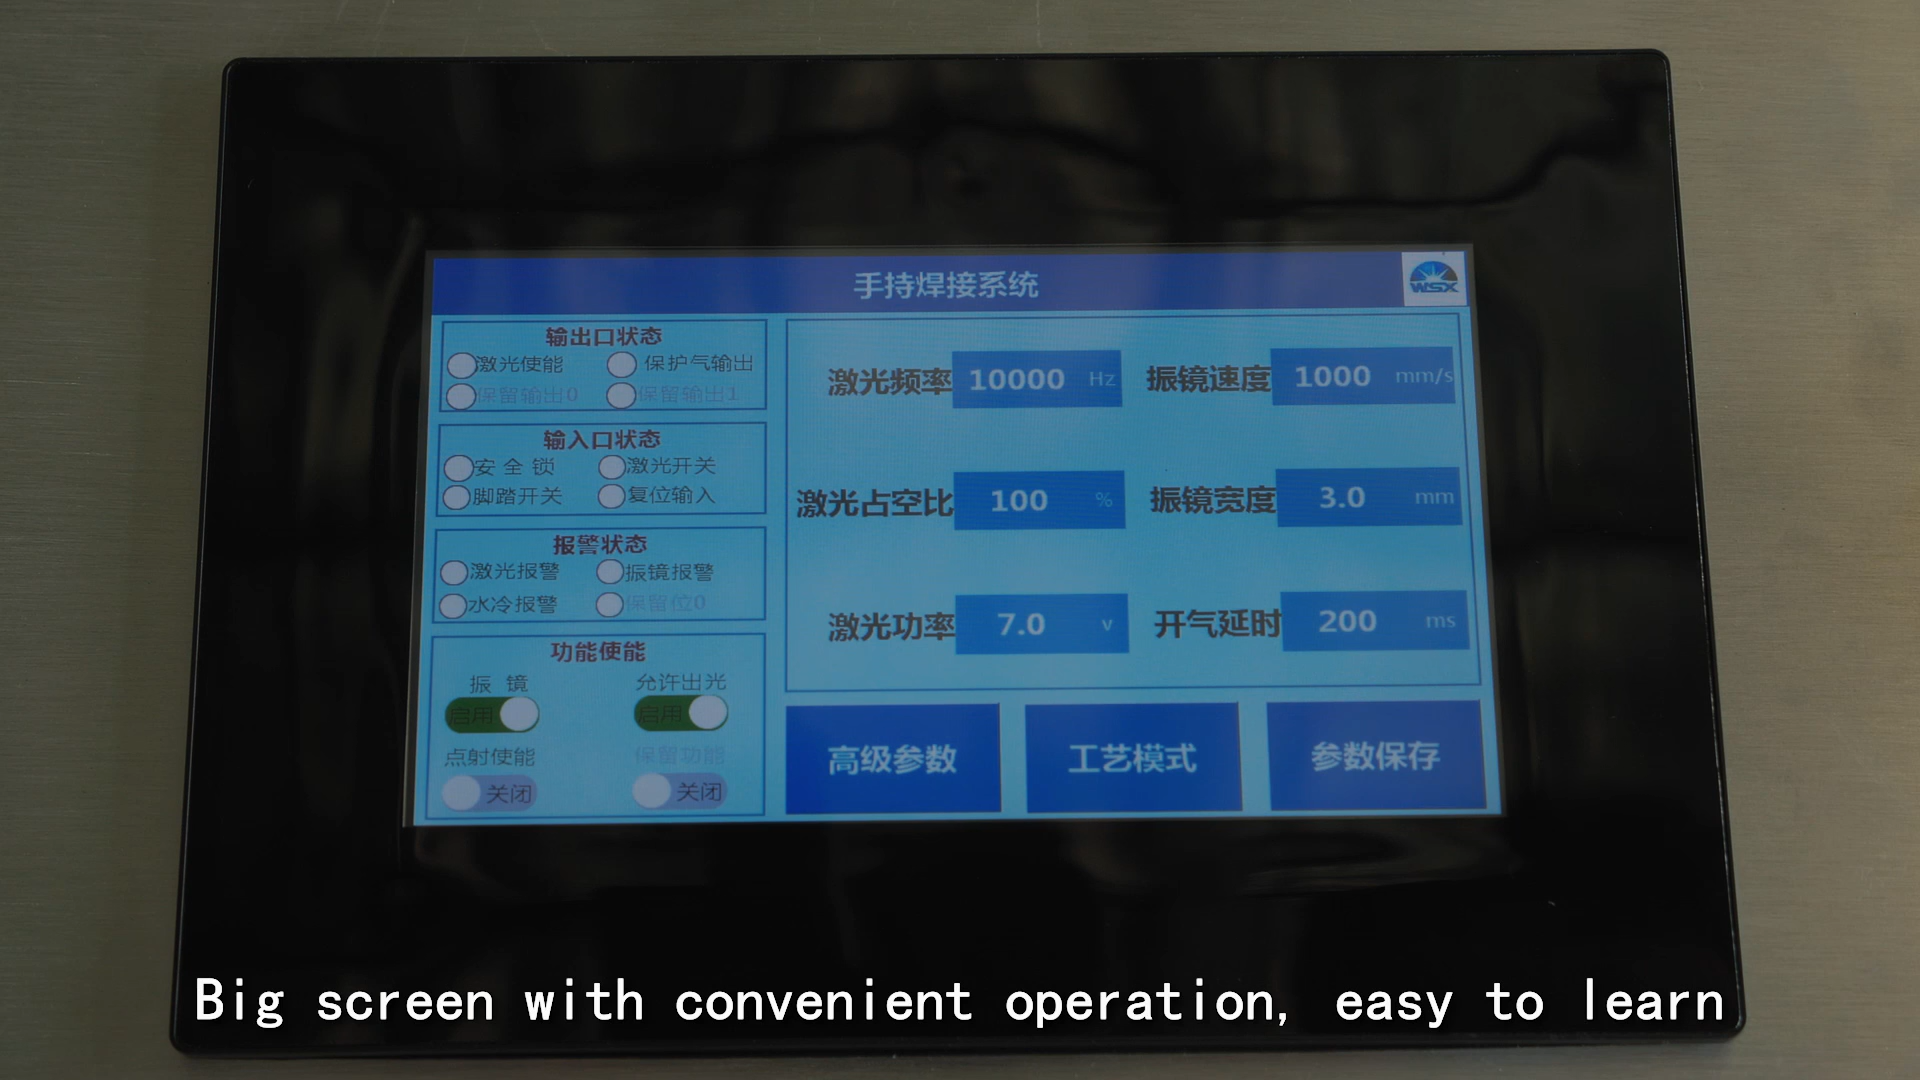 手持焊接系统
WSX
输出口状态
激光使能 保护气输出
保留输出0 保留输出1
输入口状态
安全锁 激光开关
脚踏开关 复位输入
报警状态
激光报警 振镜报警
水冷报警 保留位0
功能使能
振镜 允许出光
启用 启用
点射使能 保留功能
关闭 关闭
激光频率 10000 Hz 振镜速度 1000 mm/s
激光占空比 100 % 振镜宽度 3.0 mm
激光功率 7.0 v 开气延时 200 ms
高级参数 工艺模式 参数保存
Big screen with convenient operation, easy to learn